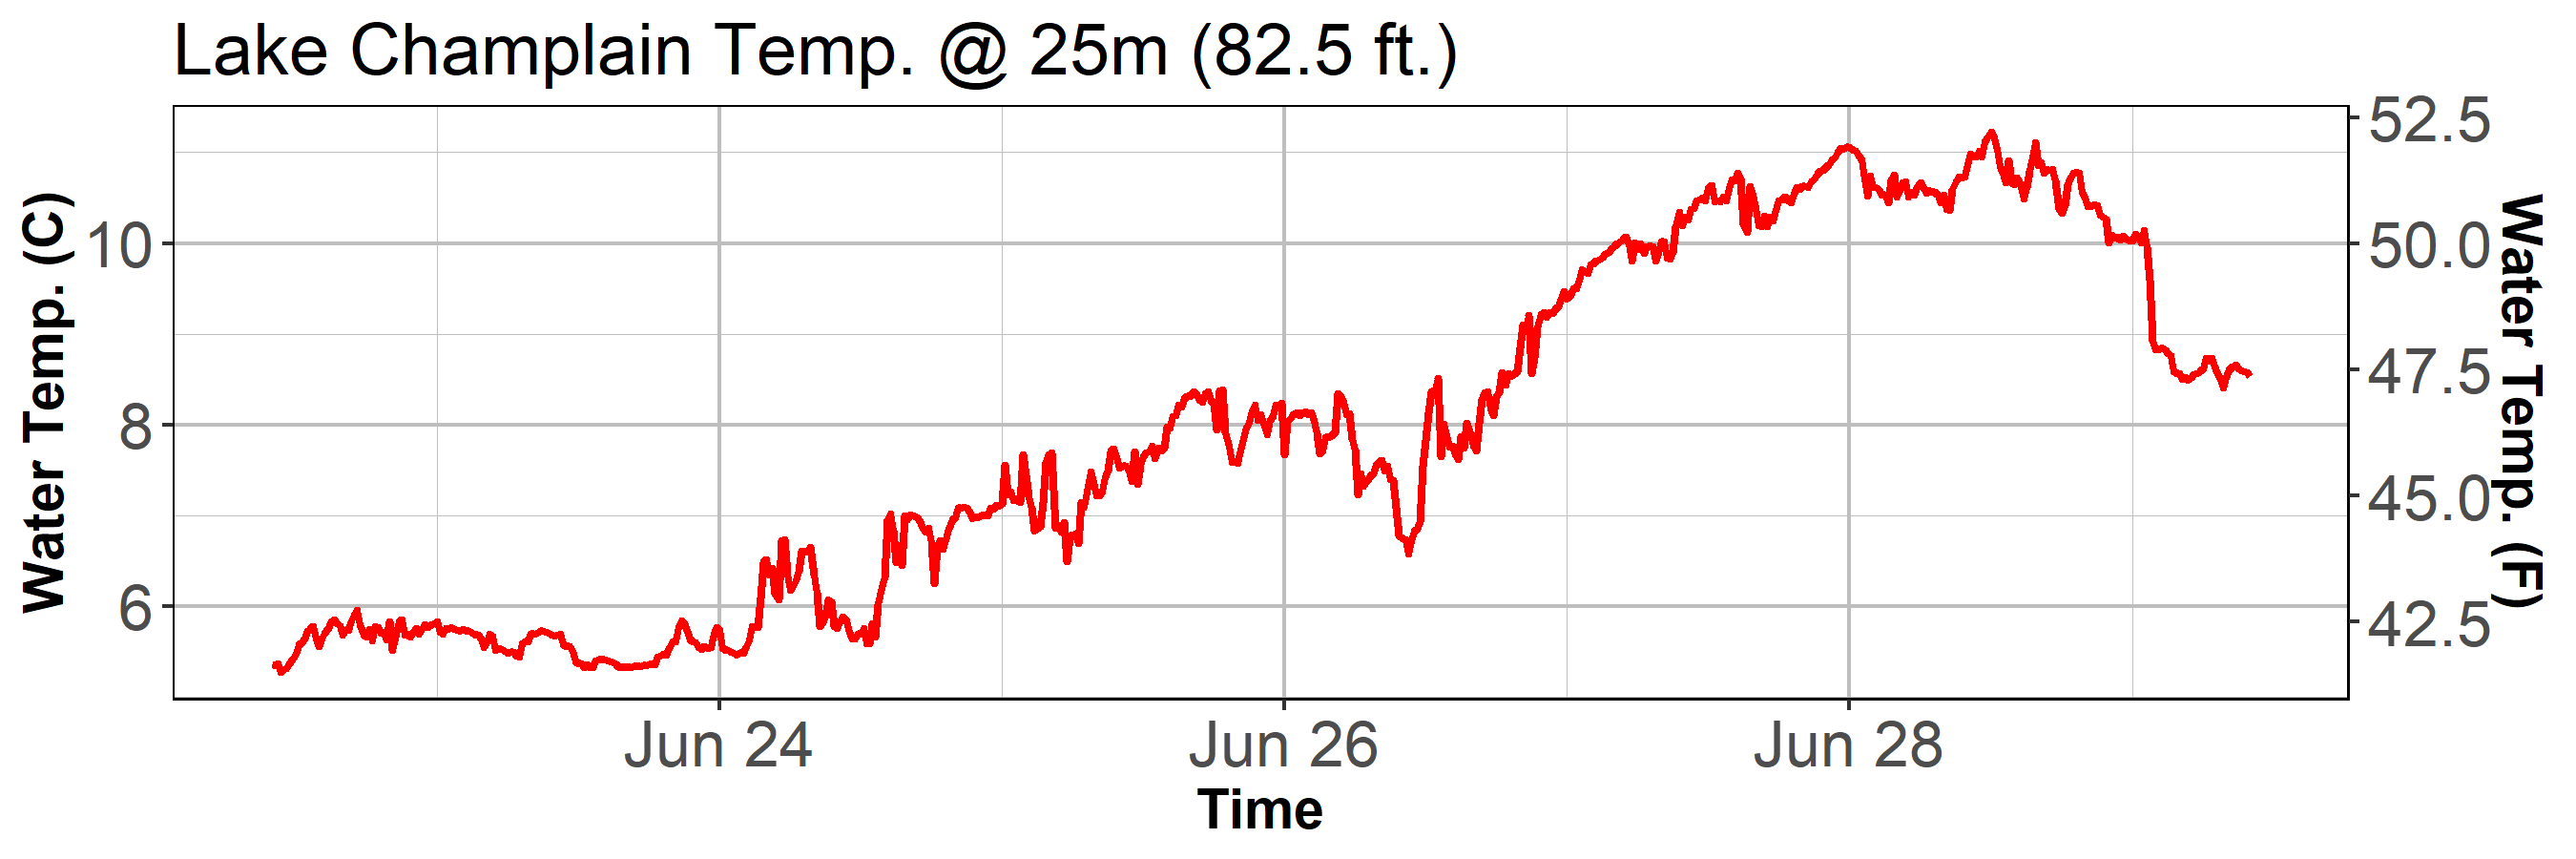 Lake Champlain Temp. @ 25m (82.5 ft.)
Water Temp. (C)
10
8
6
52.5
50.0
47.5
45.0
42.5
Water Temp. (F)
Jun 24 Jun 26 Jun 28
Time